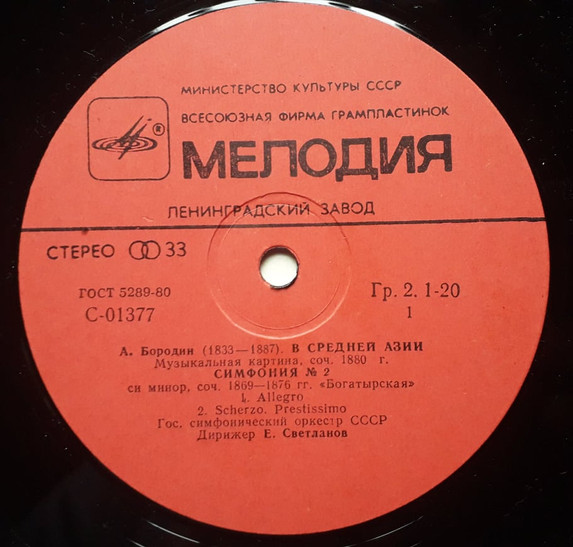 МИНИСТЕРСТВО КУЛЬТУРЫ СССР
ВСЕСОЮЗНАЯ ФИРМА ГРАМПЛАСТИНОК
®
МЕЛОДИЯ
ЛЕНИНГРАДСКИЙ ЗАВОД
СТЕРЕО 33
ГОСТ 5289-80
С-01377
Гр. 2. 1-20
1
А. Бородин (1833—1887). В СРЕДНЕЙ АЗИИ
Музыкальная картина, соч. 1880 г.
СИМФОНИЯ № 2
си минор, соч. 1869—1876 гг. «Богатырская»
1. Allegro
2. Scherzo. Prestissimo
Гос. симфонический оркестр СССР
Дирижер Е. Светланов